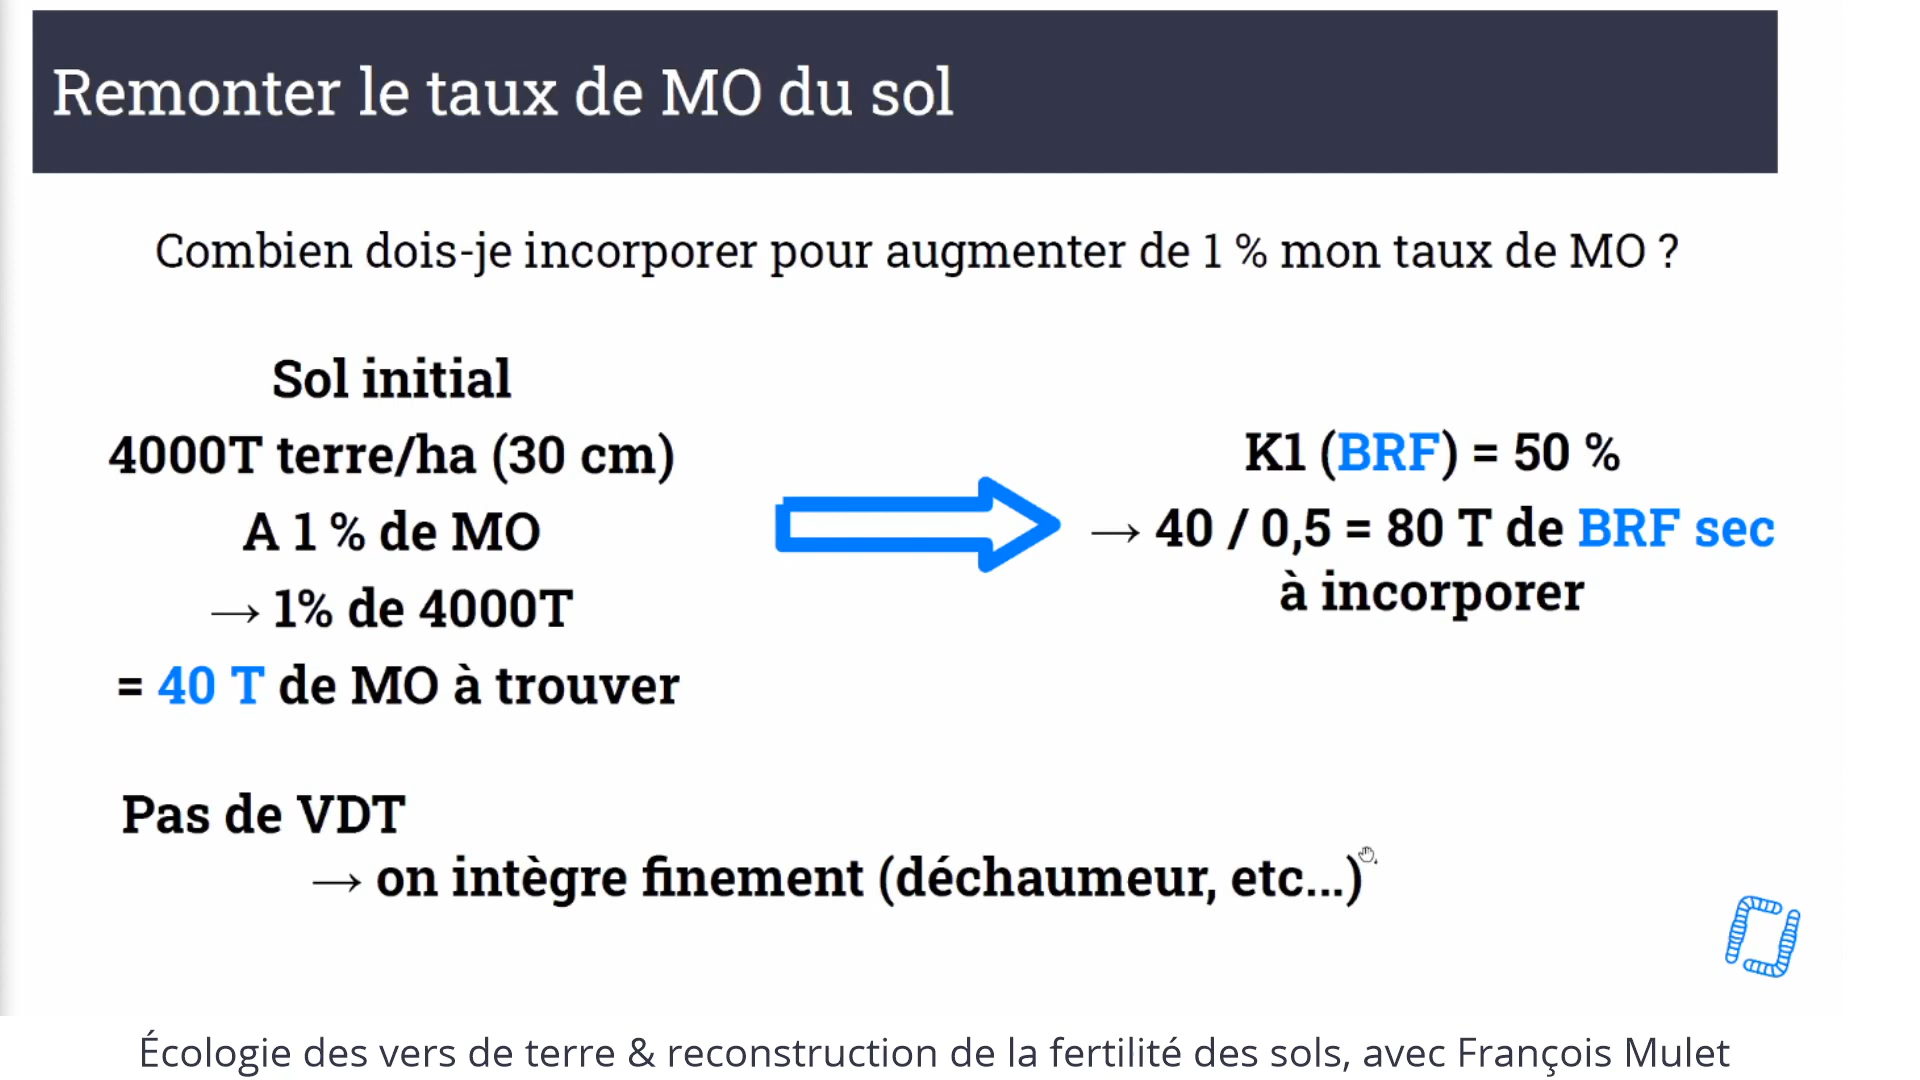 Remonter le taux de MO du sol
Combien dois-je incorporer pour augmenter de 1 % mon taux de MO ?
Sol initial
4000T terre/ha (30 cm)
A 1 % de MO
→ 1% de 4000T
= 40 T de MO à trouver
K1 (BRF) = 50 %
→ 40 / 0,5 = 80 T de BRF sec
à incorporer
Pas de VDT
→ on intègre finement (déchaumeur, etc...)
Écologie des vers de terre & reconstruction de la fertilité des sols, avec François Mulet